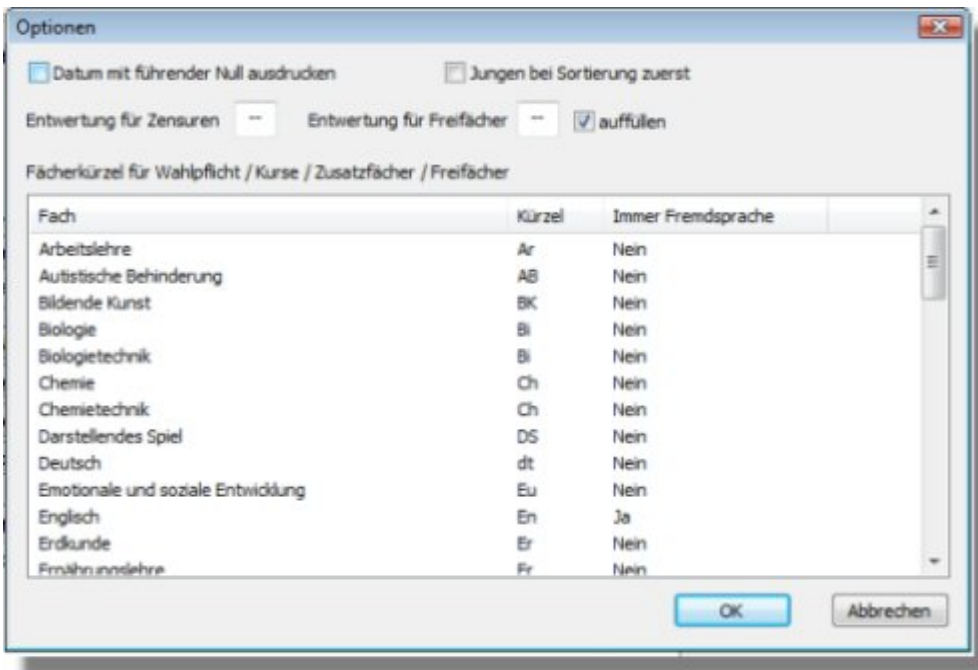 Optionen
Datum mit führender Null ausdrucken Jungen bei Sortierung zuerst
Entwertung für Zensuren -- Entwertung für Freifächer -- auffüllen
Fächerkürzel für Wahlpflicht / Kurse / Zusatzfächer / Freifächer
Fach Kürzel Immer Fremdsprache
Arbeitslehre Ar Nein
Autistische Behinderung AB Nein
Bildende Kunst BK Nein
Biologie Bi Nein
Biologietechnik Bi Nein
Chemie Ch Nein
Chemietechnik Ch Nein
Darstellendes Spiel DS Nein
Deutsch dt Nein
Emotionale und soziale Entwicklung Eu Nein
Englisch En Ja
Erdkunde Er Nein
Ernährungslehre Er Nein
OK Abbrechen